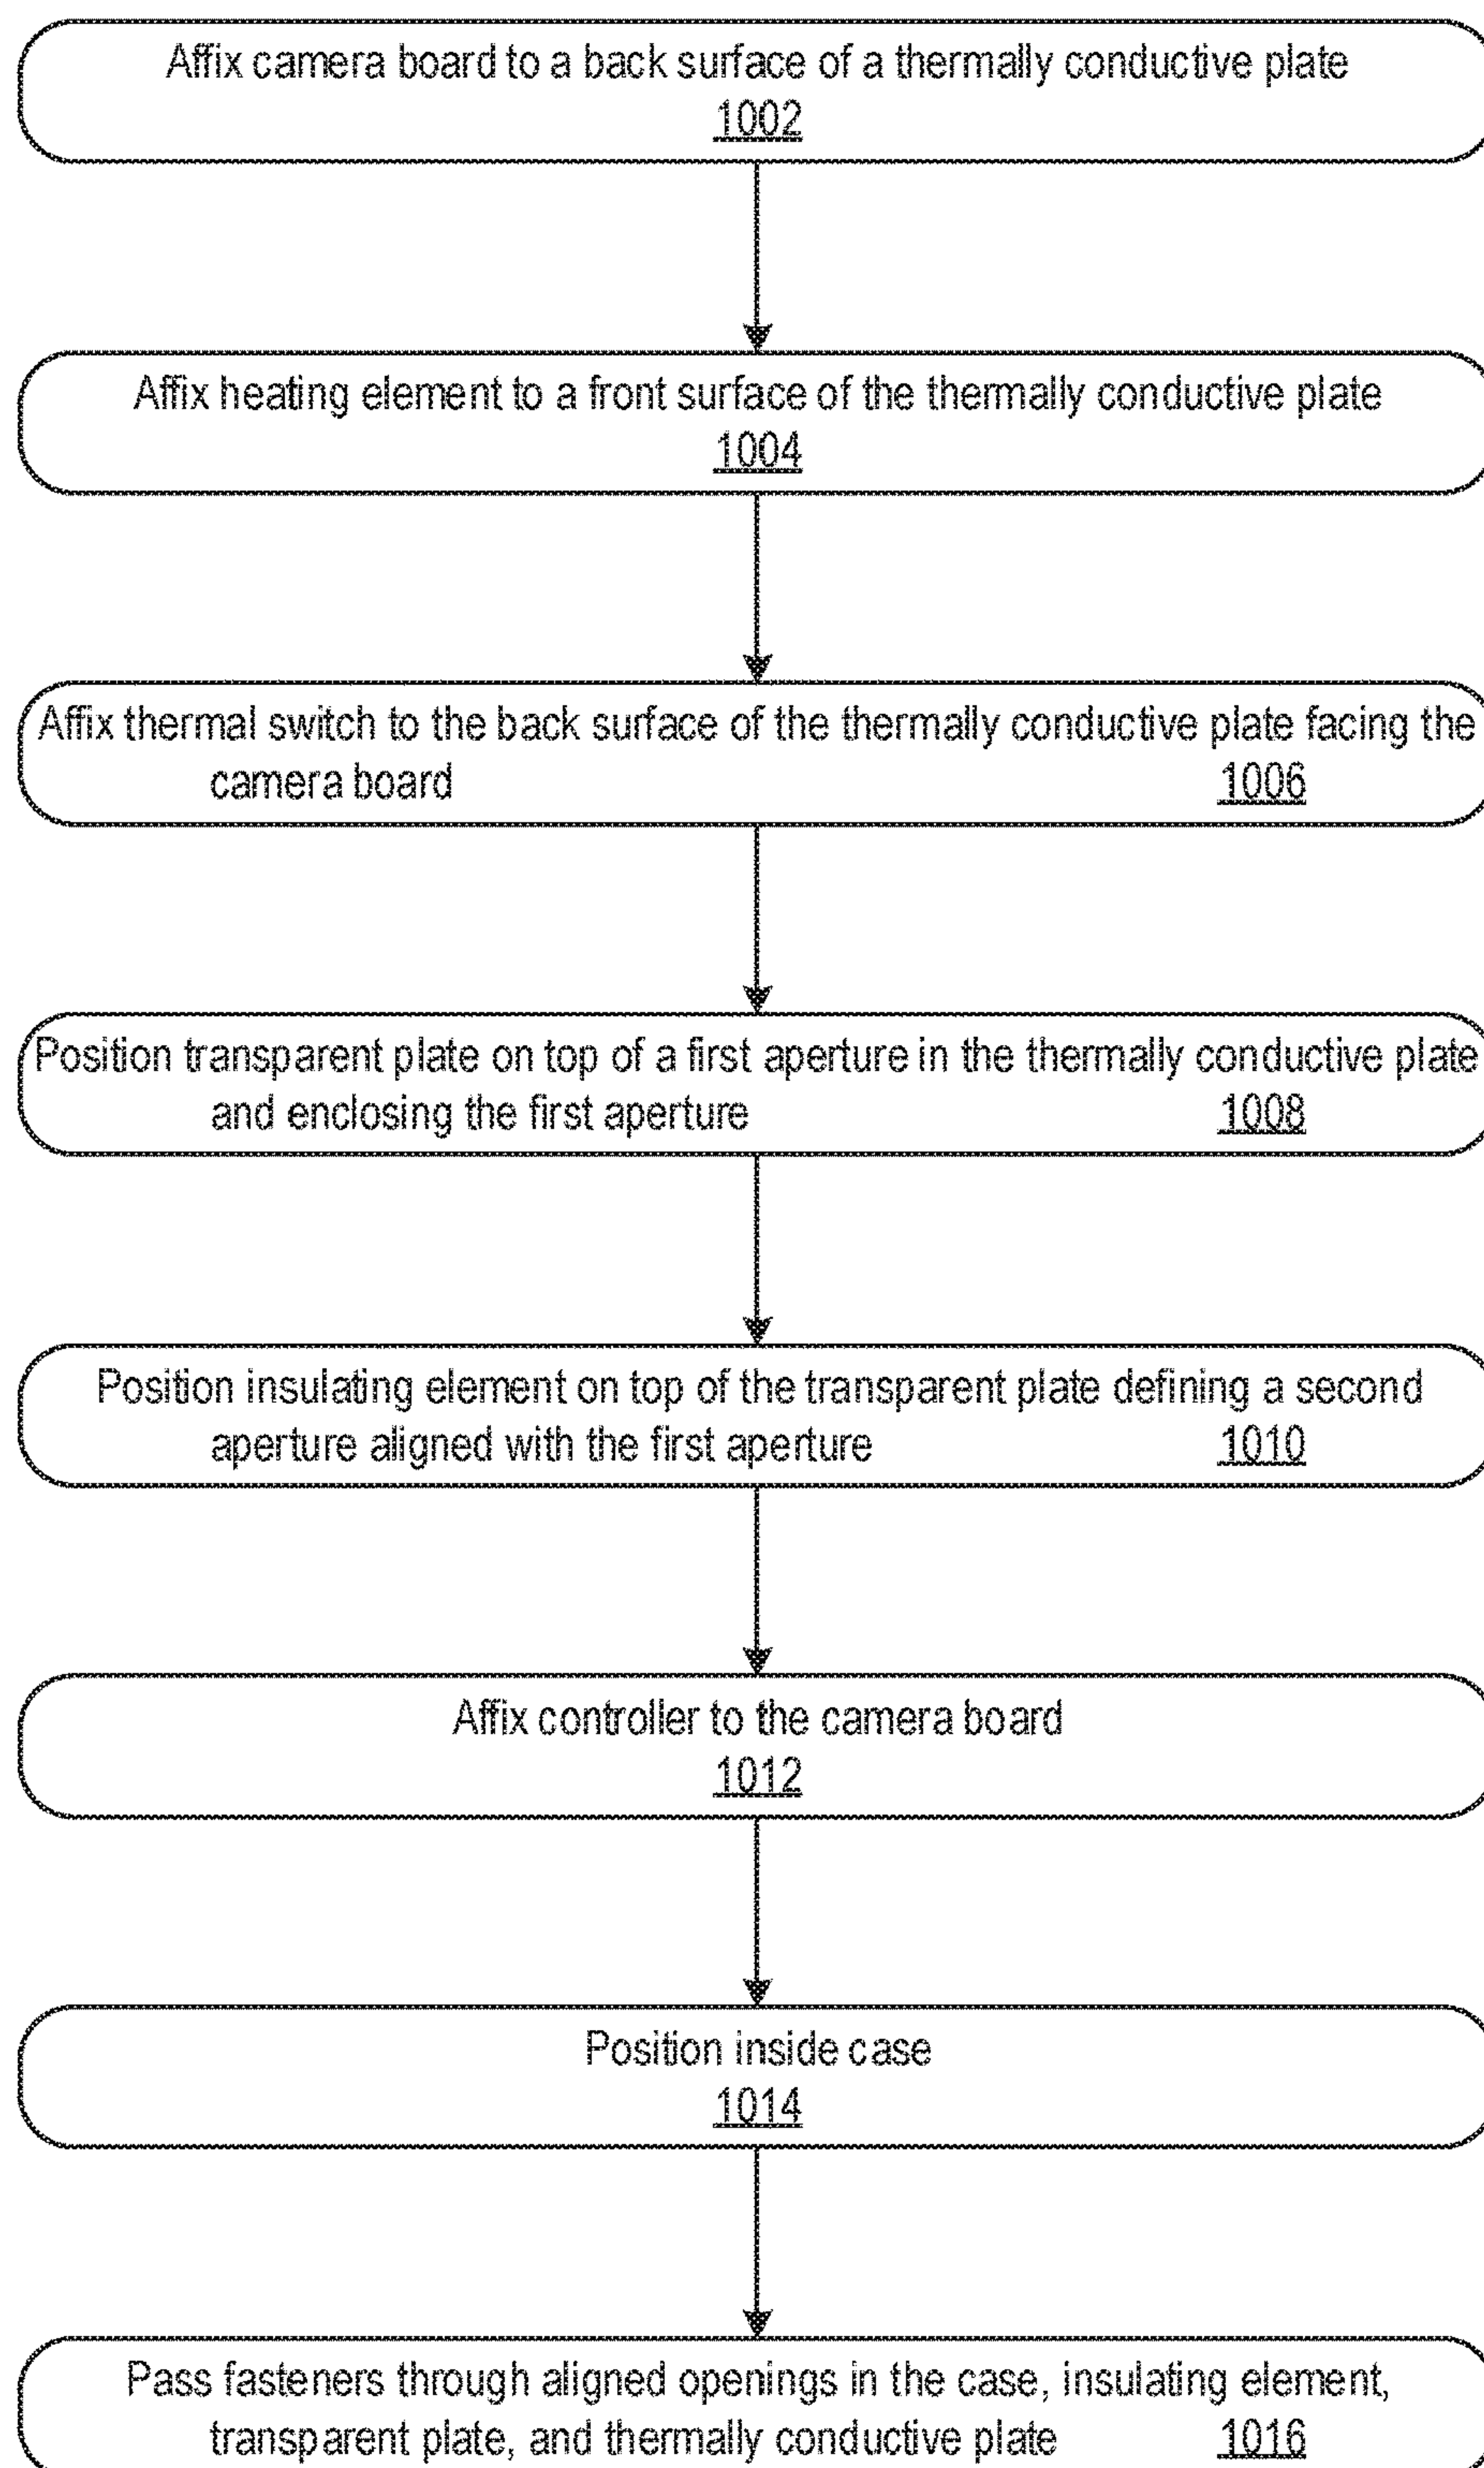 Affix camera board to a back surface of a thermally conductive plate
1002
Affix heating element to a front surface of the thermally conductive plate
1004
Affix thermal switch to the back surface of the thermally conductive plate facing the
camera board 1006
Position transparent plate on top of a first aperture in the thermally conductive plate
and enclosing the first aperture 1008
Position insulating element on top of the transparent plate defining a second
aperture aligned with the first aperture 1010
Affix controller to the camera board
1012
Position inside case
1014
Pass fasteners through aligned openings in the case, insulating element,
transparent plate, and thermally conductive plate 1016